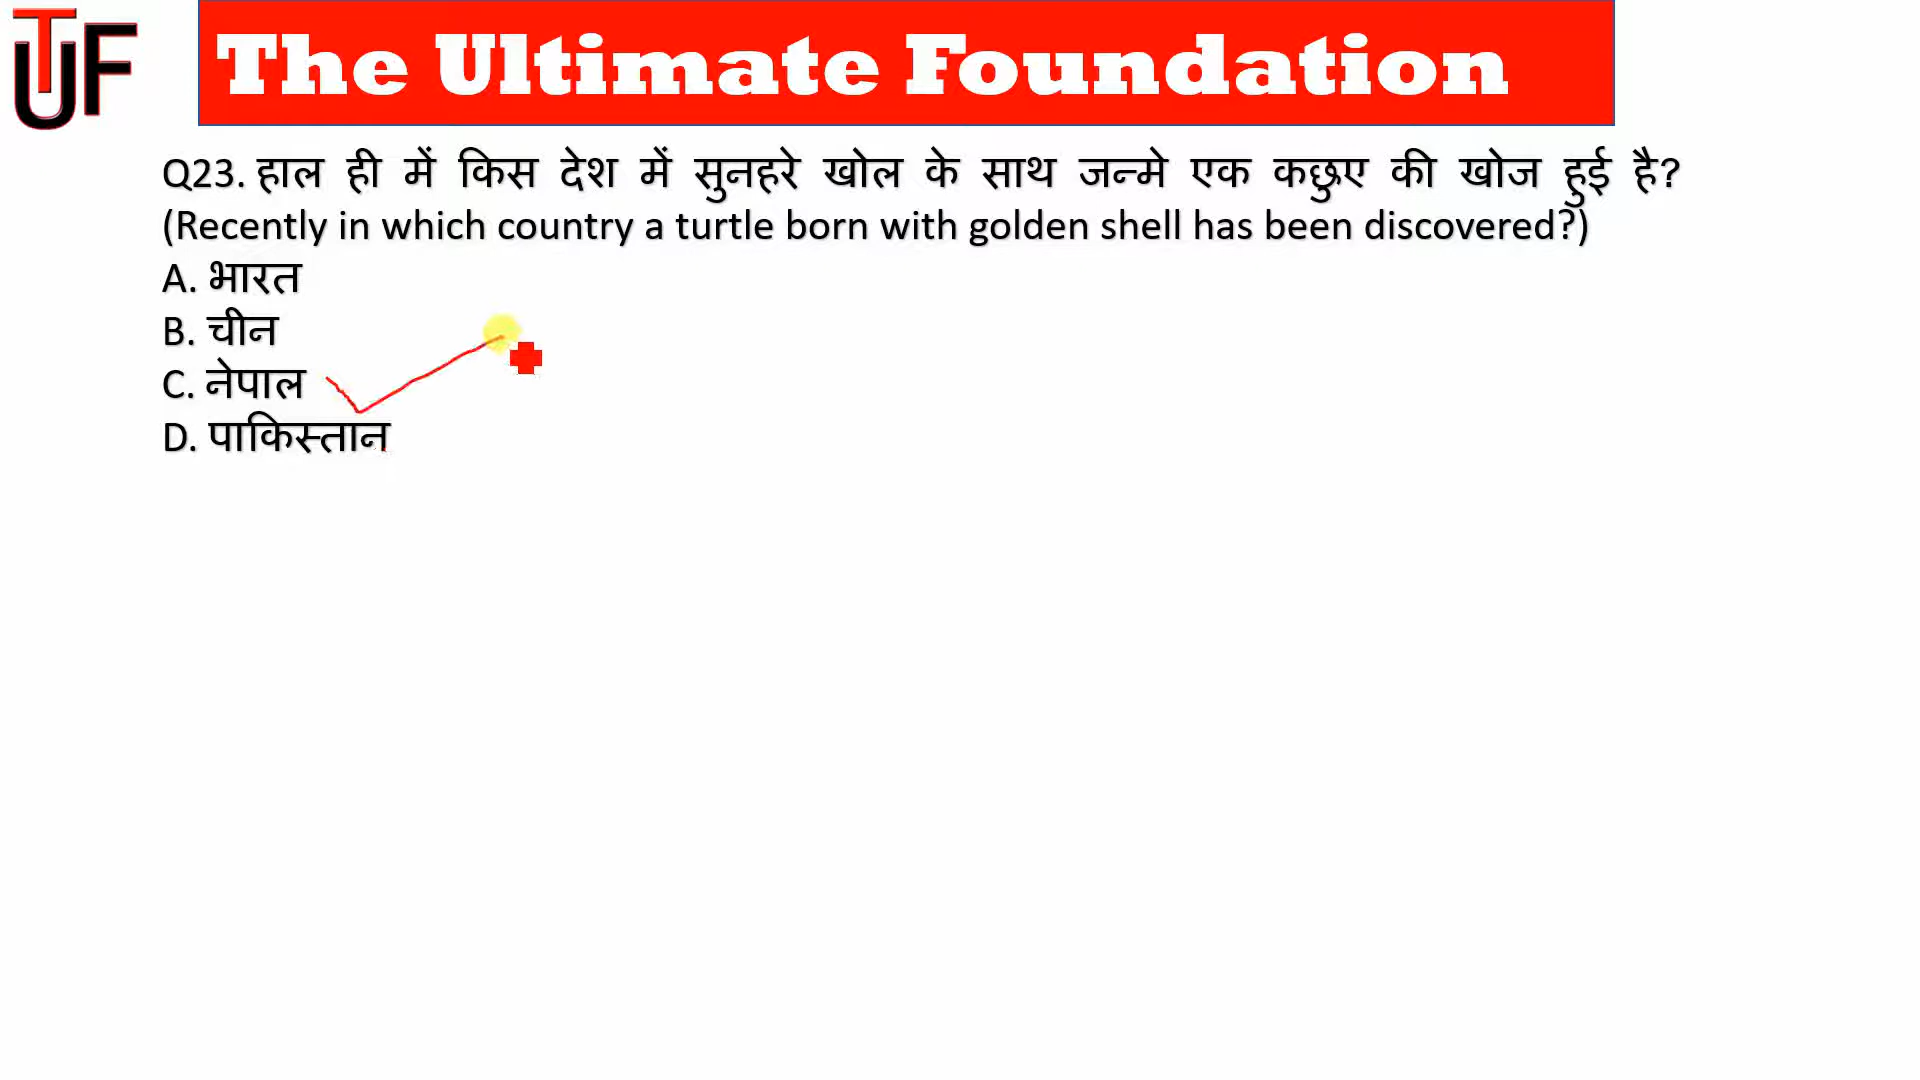 TUF
The Ultimate Foundation
Q23. हाल ही में किस देश में सुनहरे खोल के साथ जन्मे एक कछुए की खोज हुई है?
(Recently in which country a turtle born with golden shell has been discovered?)
A. भारत
B. चीन
C. नेपाल
D. पाकिस्तान